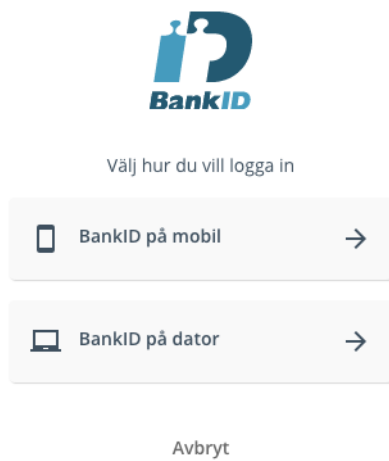 BankID
Välj hur du vill logga in
BankID på mobil
BankID på dator
Avbryt